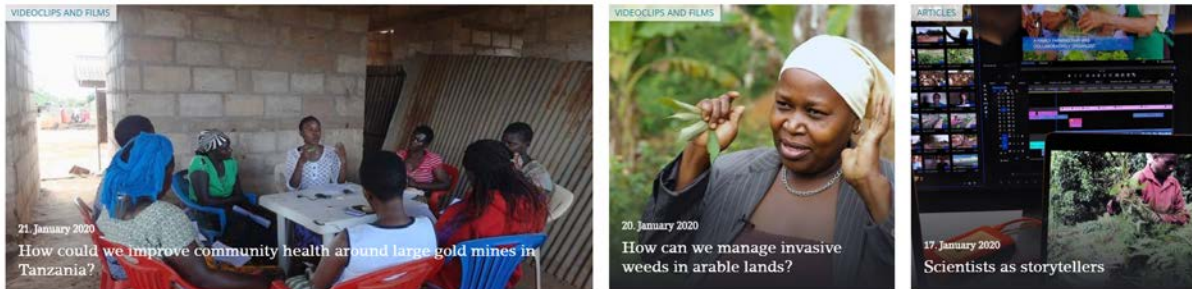 VIDEOCLIPS AND FILMS
21. January 2020
How could we improve community health around large gold mines in
Tanzania?
VIDEOCLIPS AND FILMS
20. January 2020
How can we manage invasive
weeds in arable lands?
ARTICLES
17. January 2020
Scientists as storytellers